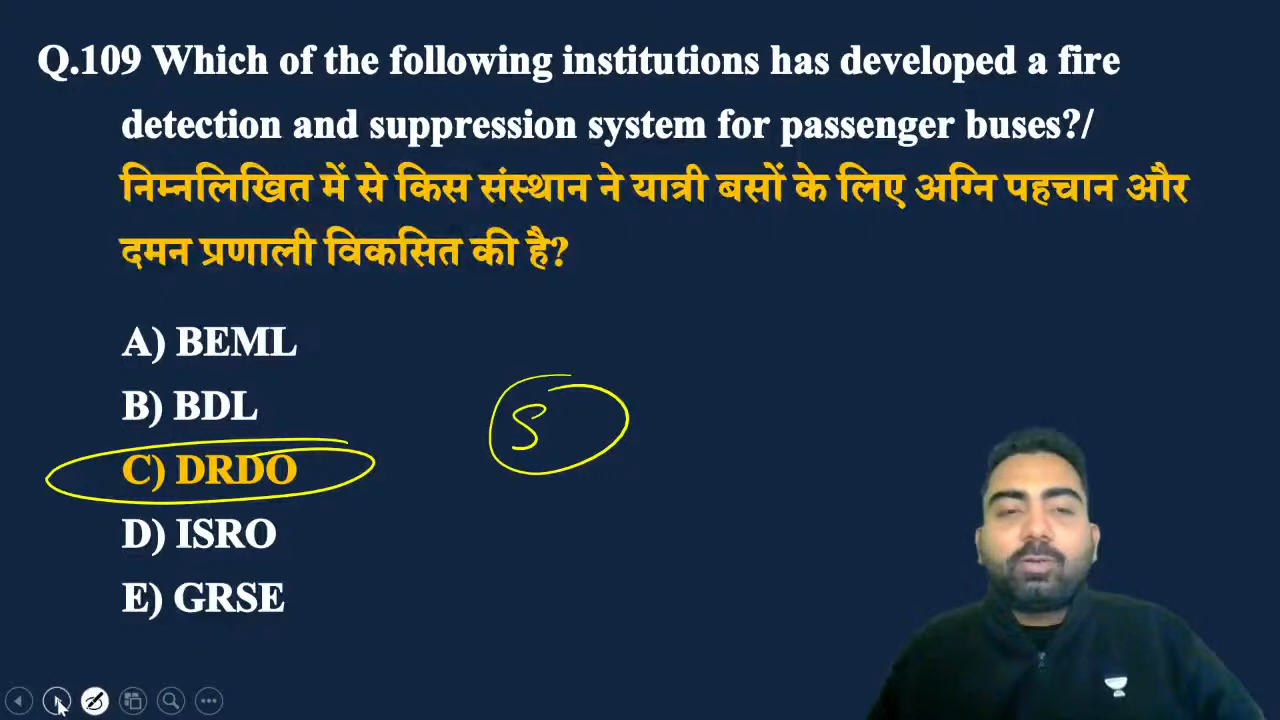 Q.109 Which of the following institutions has developed a fire
detection and suppression system for passenger buses?/
निम्नलिखित में से किस संस्थान ने यात्री बसों के लिए अग्नि पहचान और
दमन प्रणाली विकसित की है?
A) BEML
B) BDL
C) DRDO
D) ISRO
E) GRSE